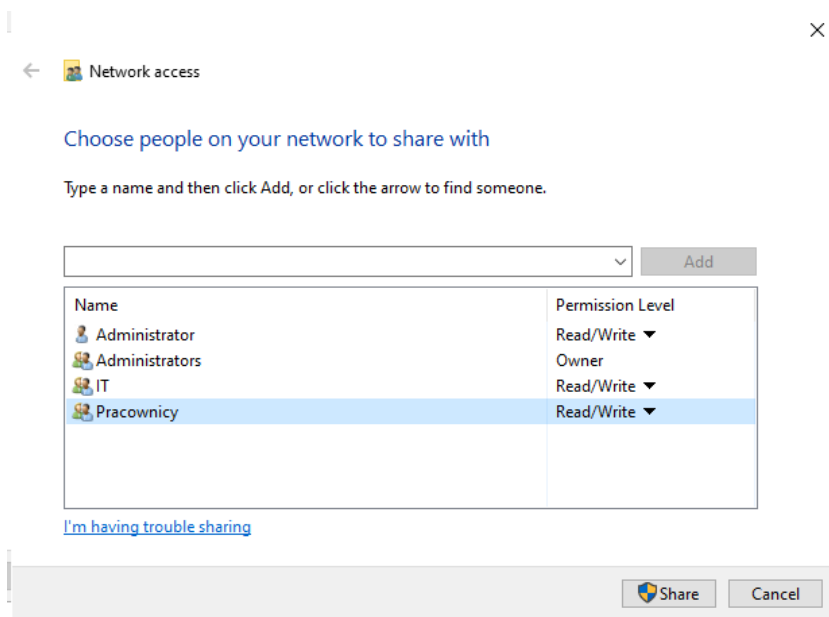 Network access
Choose people on your network to share with
Type a name and then click Add, or click the arrow to find someone.
Add
Name Permission Level
Administrator Read/Write
Administrators Owner
IT Read/Write
Pracownicy Read/Write
I'm having trouble sharing
Share Cancel